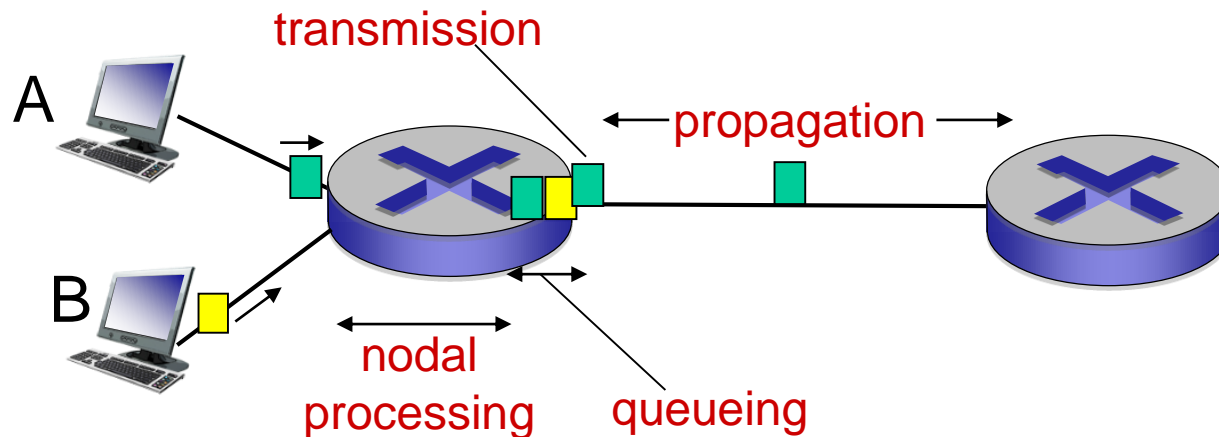 transmission
A
propagation
B
nodal
processing
queueing